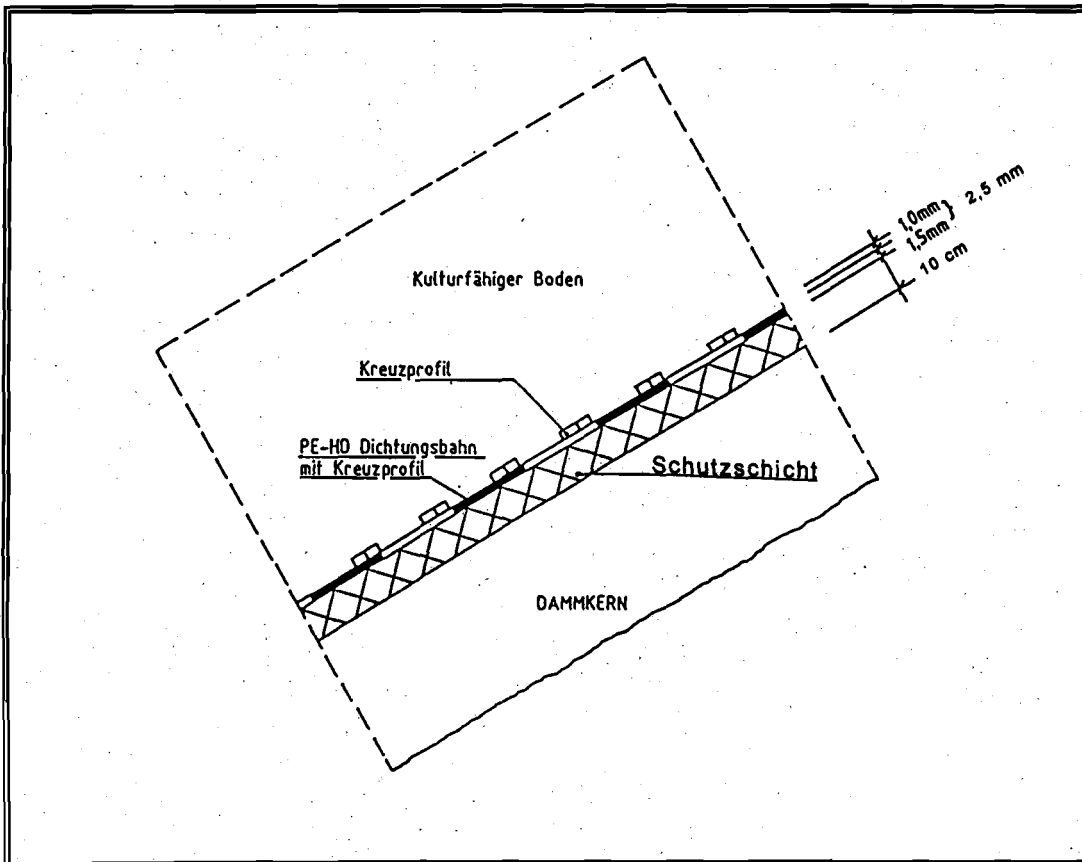 1,0mm } 2,5 mm
1,5mm
10 cm
Kulturfähiger Boden
Kreuzprofil
PE-HD Dichtungsbahn
mit Kreuzprofil
Schutzschicht
DAMMKERN